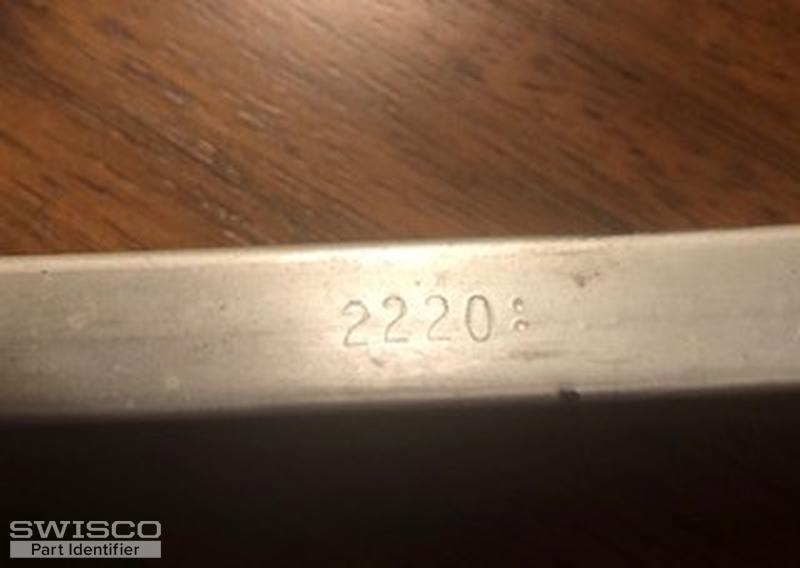 2220:
SWISCO
Part Identifier